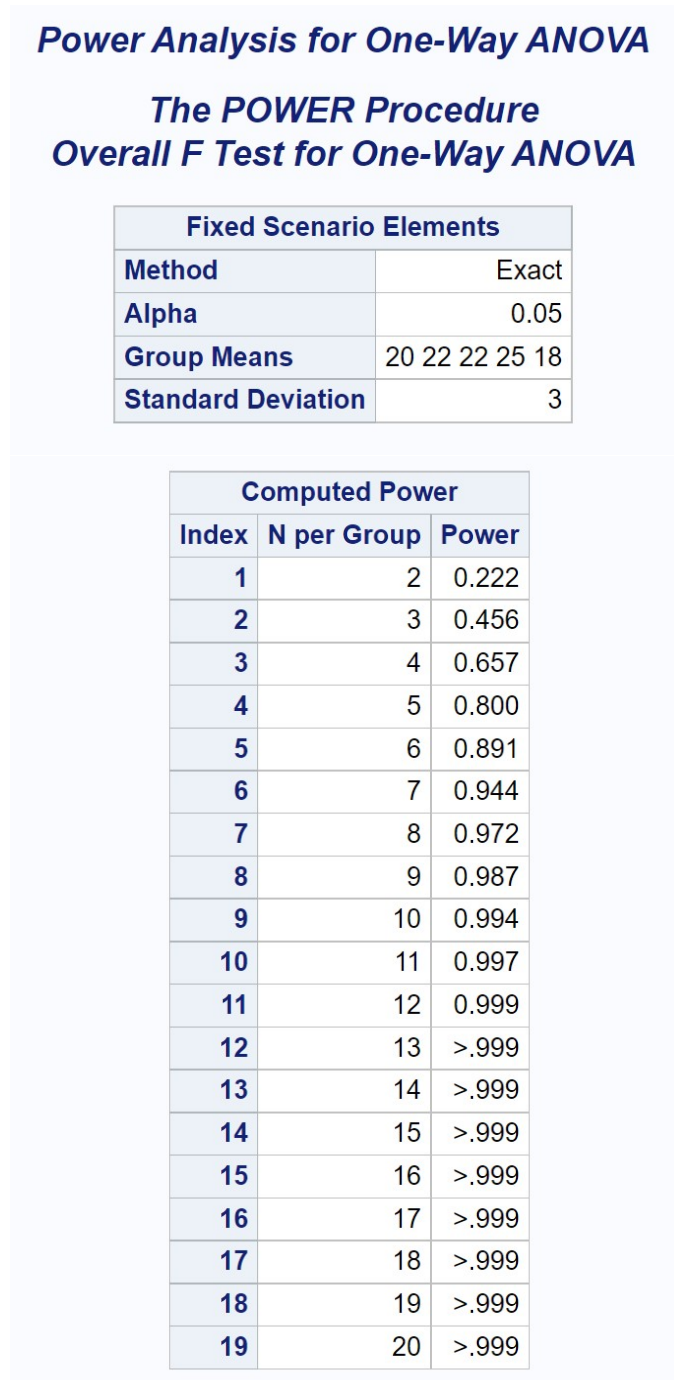 Power Analysis for One-Way ANOVA
The POWER Procedure
Overall F Test for One-Way ANOVA
Fixed Scenario Elements
Method Exact
Alpha 0.05
Group Means 20 22 22 25 18
Standard Deviation 3
Computed Power
Index N per Group Power
1 2 0.222
2 3 0.456
3 4 0.657
4 5 0.800
5 6 0.891
6 7 0.944
7 8 0.972
8 9 0.987
9 10 0.994
10 11 0.997
11 12 0.999
12 13 >.999
13 14 >.999
14 15 >.999
15 16 >.999
16 17 >.999
17 18 >.999
18 19 >.999
19 20 >.999